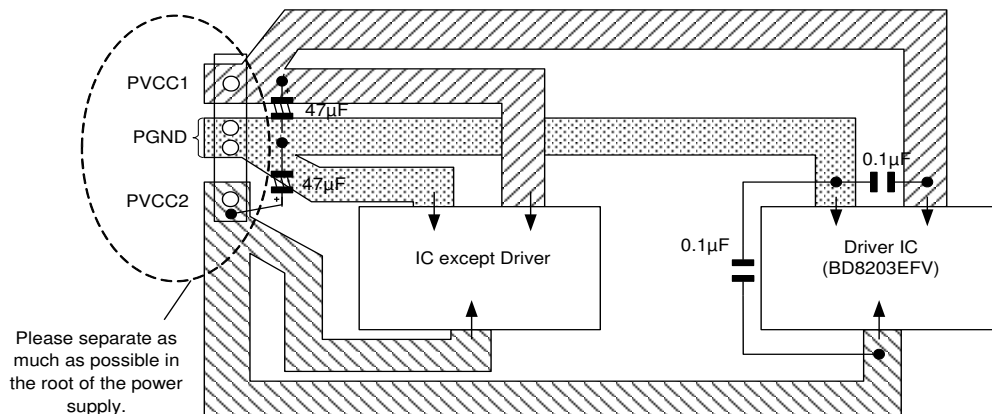 PVCC1
+
47µF
PGND
0.1µF
47µF
PVCC2
+
0.1µF
IC except Driver
Driver IC
(BD8203EFV)
Please separate as
much as possible in
the root of the power
supply.